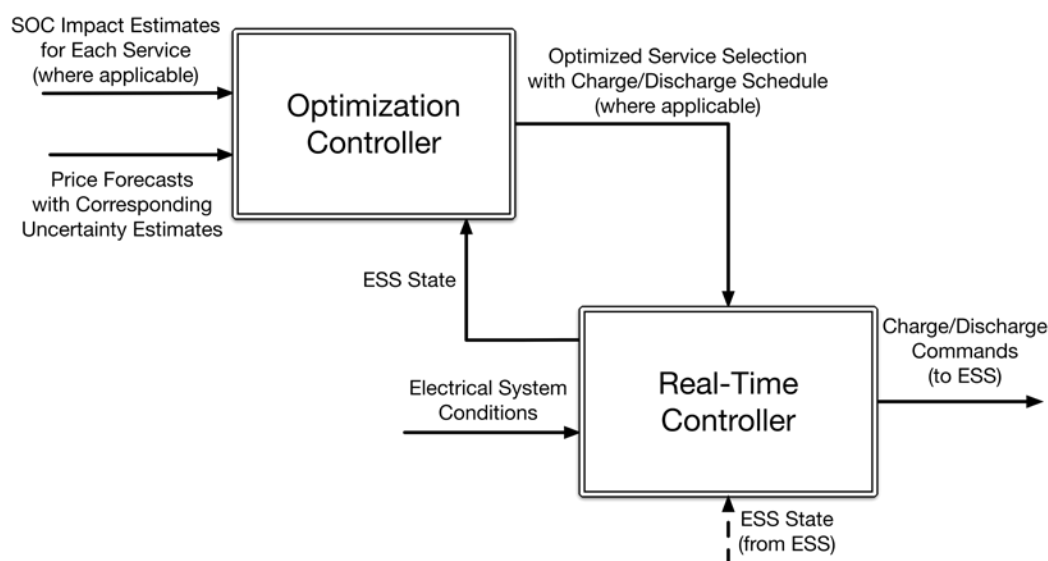 SOC Impact Estimates
for Each Service
(where applicable)
Optimization
Controller
Optimized Service Selection
with Charge/Discharge Schedule
(where applicable)
Price Forecasts
with Corresponding
Uncertainty Estimates
ESS State
Electrical System
Conditions
Real-Time
Controller
Charge/Discharge
Commands
(to ESS)
ESS State
(from ESS)